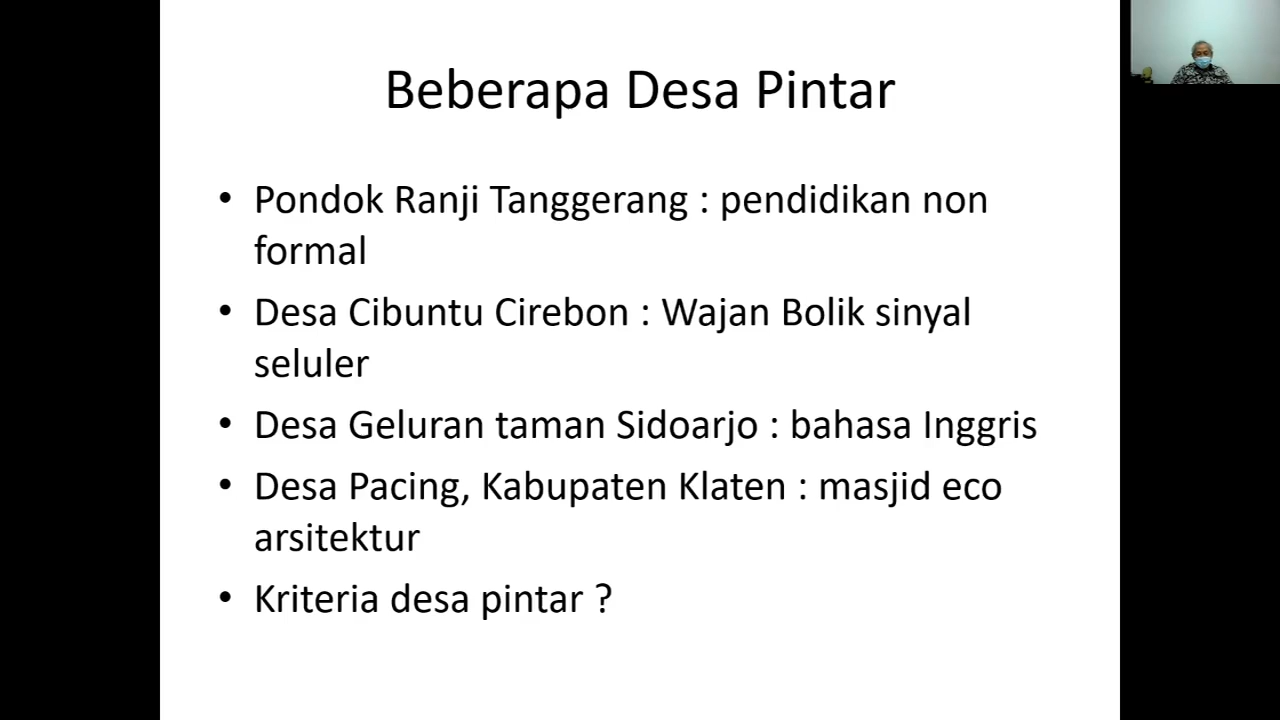 Beberapa Desa Pintar
• Pondok Ranji Tanggerang : pendidikan non
formal
• Desa Cibuntu Cirebon : Wajan Bolik sinyal
seluler
• Desa Geluran taman Sidoarjo : bahasa Inggris
• Desa Pacing, Kabupaten Klaten : masjid eco
arsitektur
• Kriteria desa pintar ?